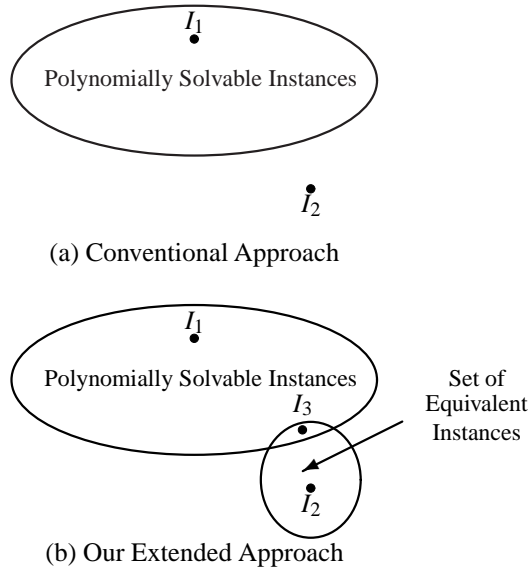 I1
Polynomially Solvable Instances
I2
(a) Conventional Approach
I1
Polynomially Solvable Instances
Set of
Equivalent
Instances
I3
I2
(b) Our Extended Approach